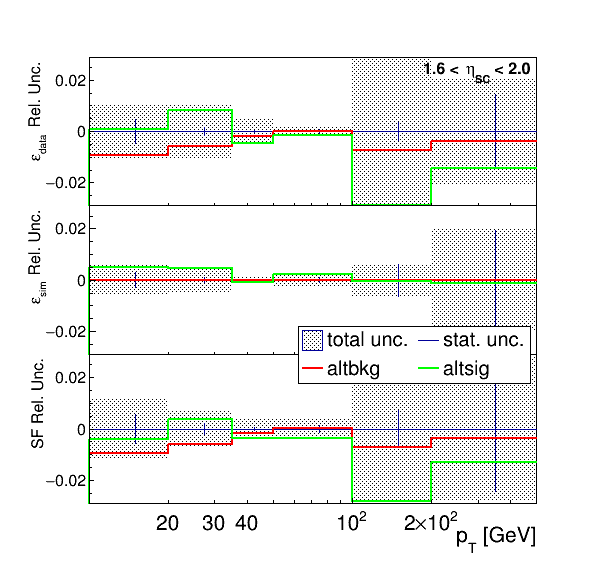 1.6 < η_SC < 2.0
ε_data Rel. Unc.
0.02
0
−0.02
ε_sim Rel. Unc.
0.02
0
−0.02
total unc. stat. unc.
altbkg altsig
SF Rel. Unc.
0.02
0
−0.02
20 30 40 10² 2×10²
p_T [GeV]